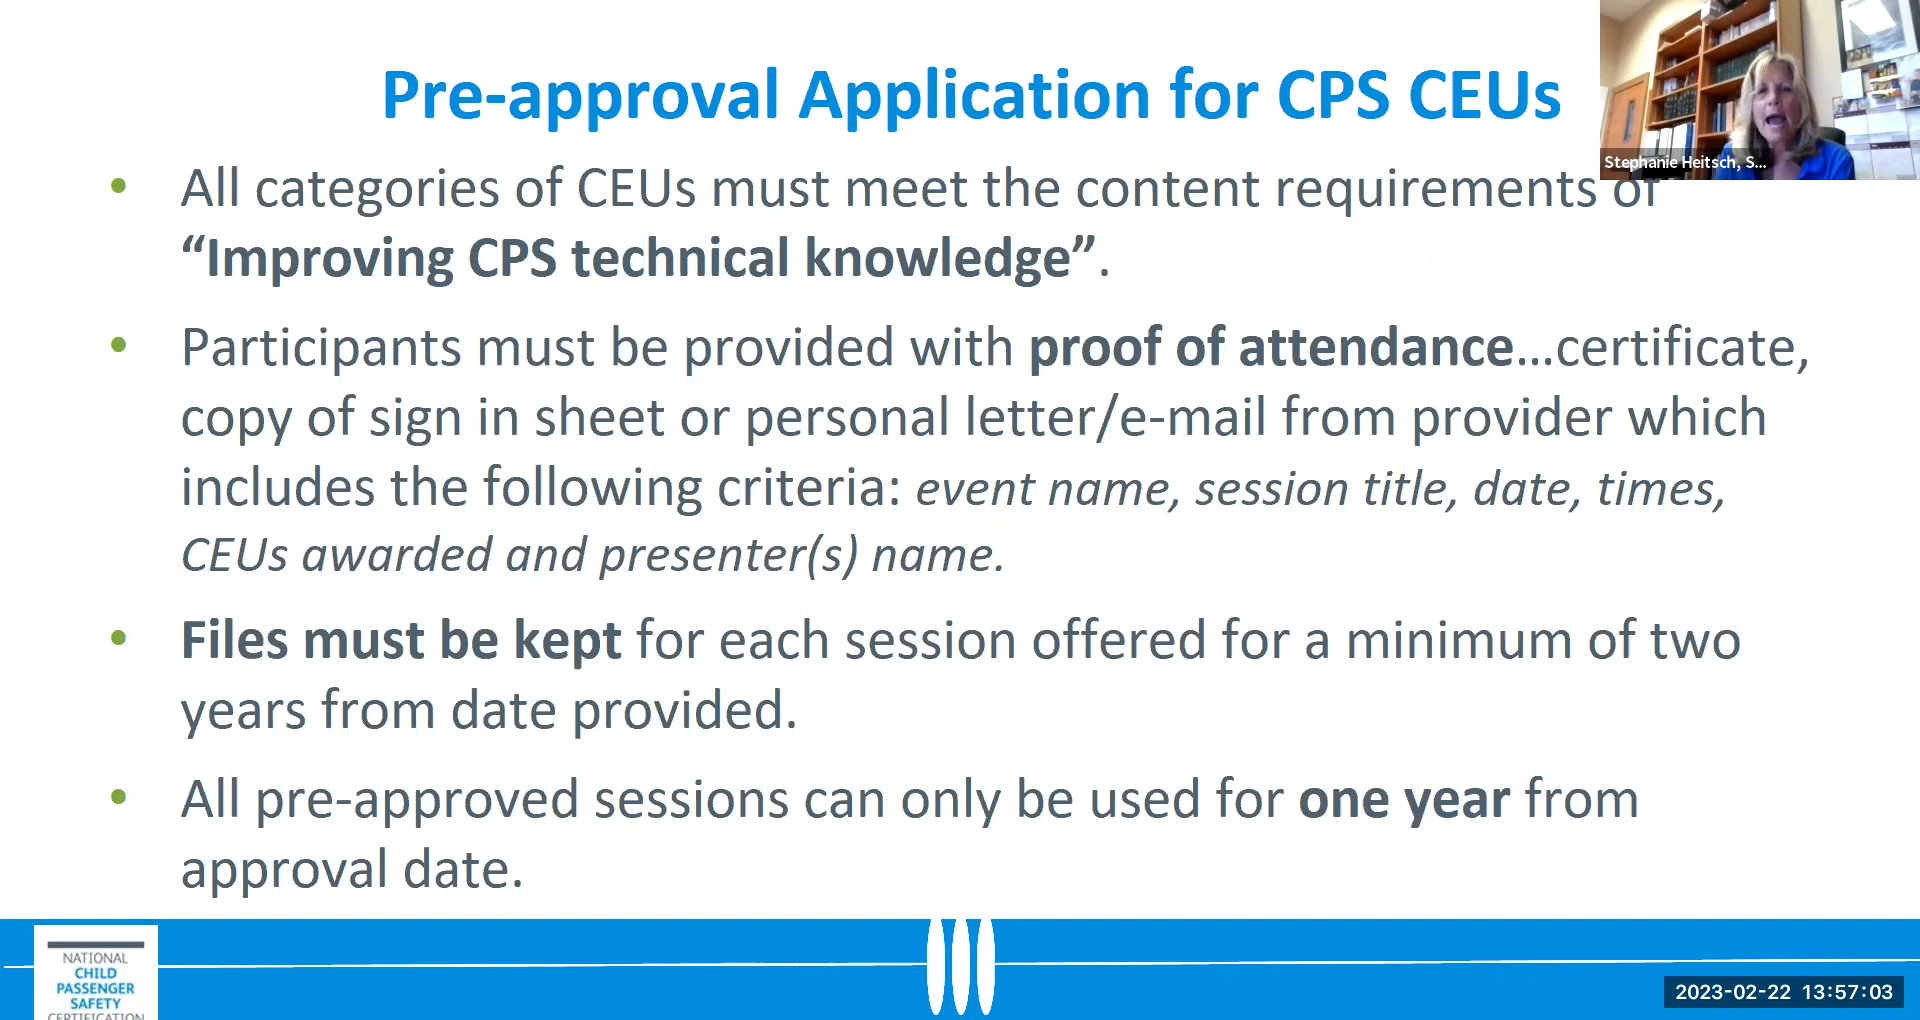 Pre-approval Application for CPS CEUs
Stephanie Heitsch, S...
• All categories of CEUs must meet the content requirements of
“Improving CPS technical knowledge”.
• Participants must be provided with proof of attendance…certificate,
copy of sign in sheet or personal letter/e-mail from provider which
includes the following criteria: event name, session title, date, times,
CEUs awarded and presenter(s) name.
• Files must be kept for each session offered for a minimum of two
years from date provided.
• All pre-approved sessions can only be used for one year from
approval date.
NATIONAL
CHILD
PASSENGER
SAFETY
CERTIFICATION
2023-02-22 13:57:03